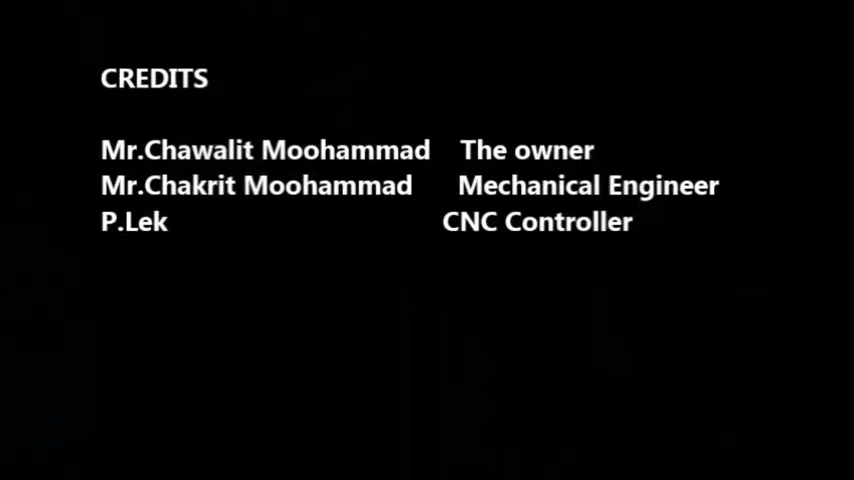 CREDITS
Mr.Chawalit Moohammad The owner
Mr.Chakrit Moohammad Mechanical Engineer
P.Lek CNC Controller